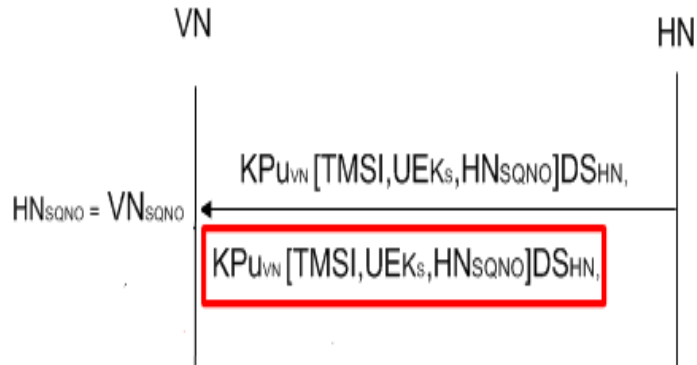 VN
HN
KPuVN [TMSI,UEKs,HNSQNO]DSHN,
HNSQNO = VNSQNO
KPuVN [TMSI,UEKs,HNSQNO]DSHN,